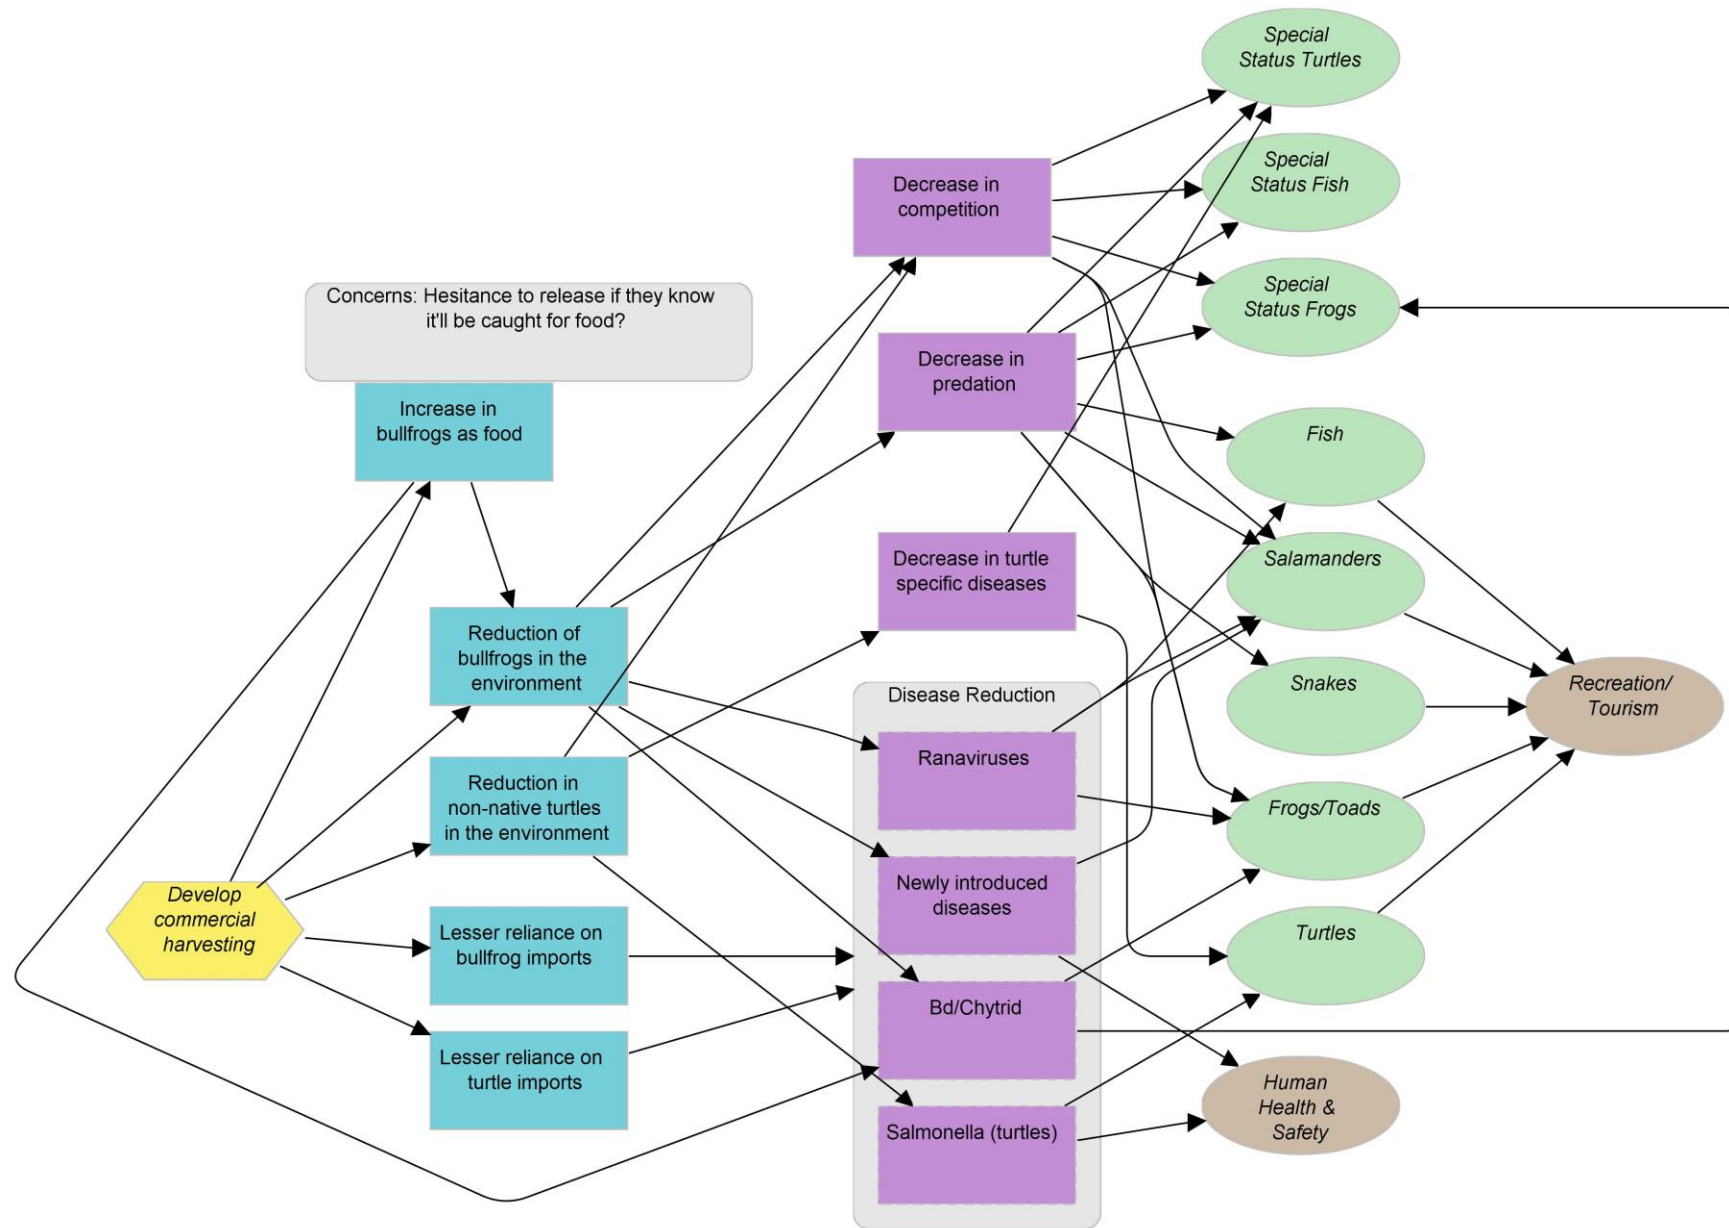 Special
Status Turtles
Special
Status Fish
Special
Status Frogs
Decrease in
competition
Concerns: Hesitance to release if they know
it'll be caught for food?
Decrease in
predation
Increase in
bullfrogs as food
Fish
Decrease in turtle
specific diseases
Salamanders
Reduction of
bullfrogs in the
environment
Disease Reduction
Snakes
Recreation/
Tourism
Ranaviruses
Reduction in
non-native turtles
in the environment
Frogs/Toads
Develop
commercial
harvesting
Newly introduced
diseases
Lesser reliance on
bullfrog imports
Turtles
Bd/Chytrid
Lesser reliance on
turtle imports
Human
Health &
Safety
Salmonella (turtles)